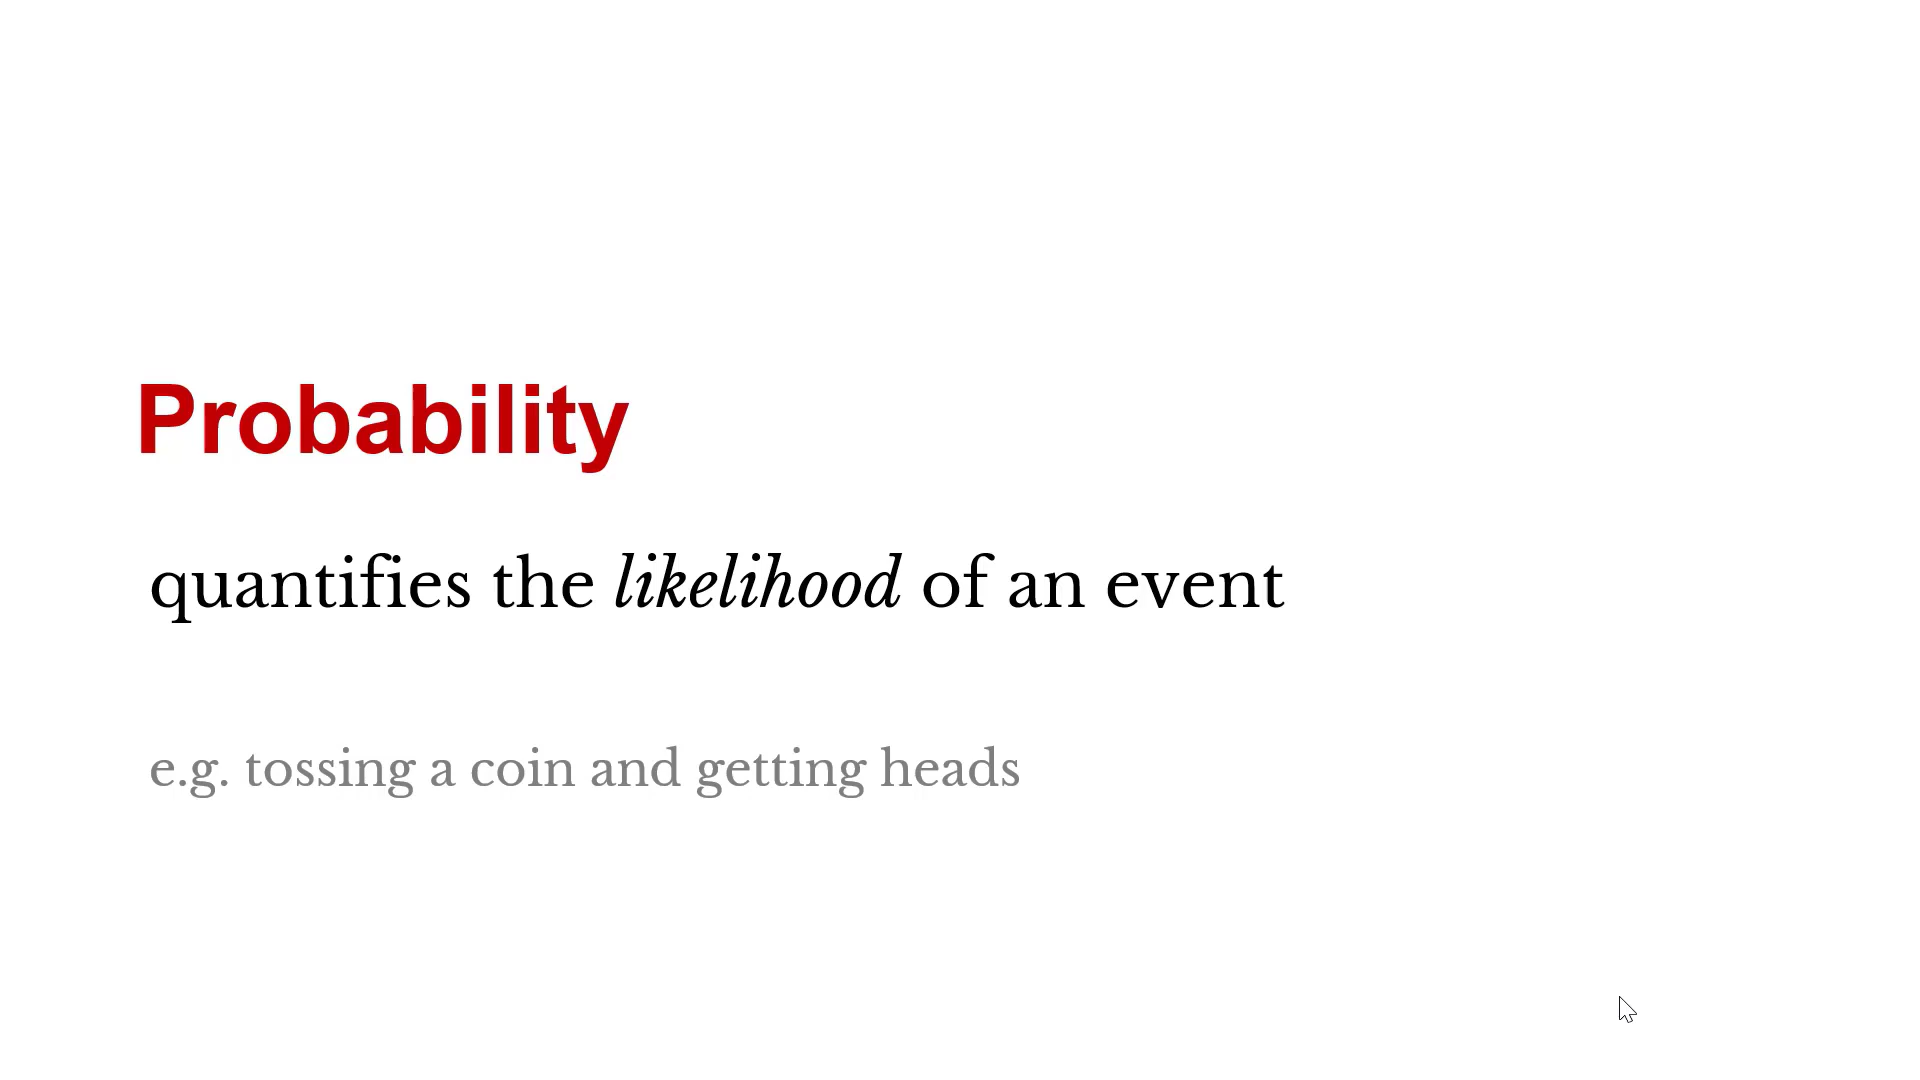 Probability
quantifies the likelihood of an event
e.g. tossing a coin and getting heads